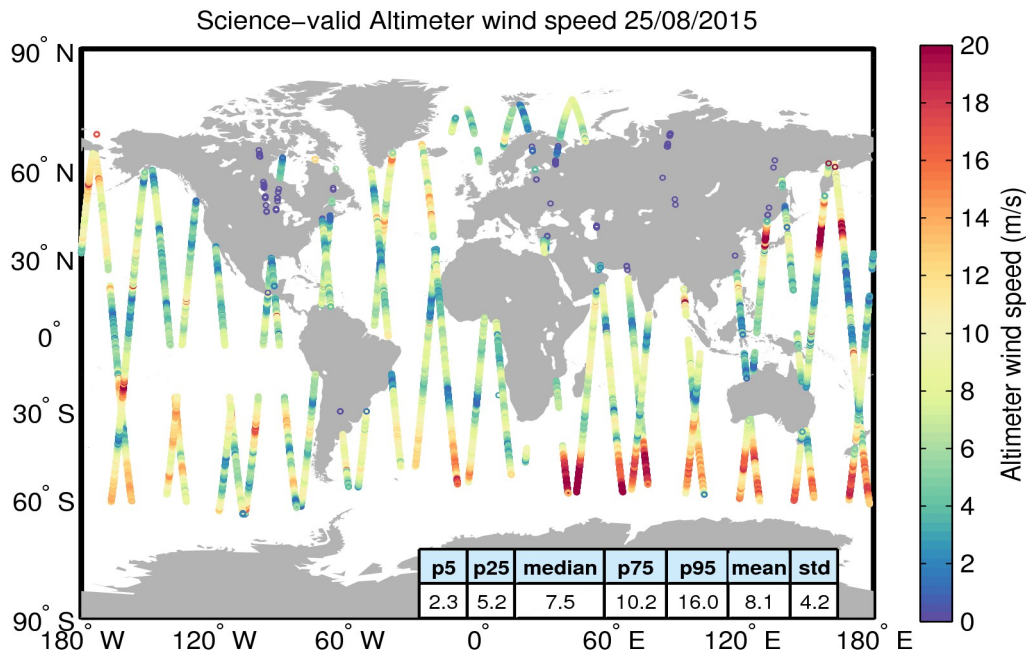 Science−valid Altimeter wind speed 25/08/2015
90° N
60° N
30° N
0°
30° S
60° S
90° S
180° W
120° W
60° W
0°
60° E
120° E
180° E
p5 p25 median p75 p95 mean std
2.3 5.2 7.5 10.2 16.0 8.1 4.2
20
18
16
14
12
10
8
6
4
2
0
Altimeter wind speed (m/s)